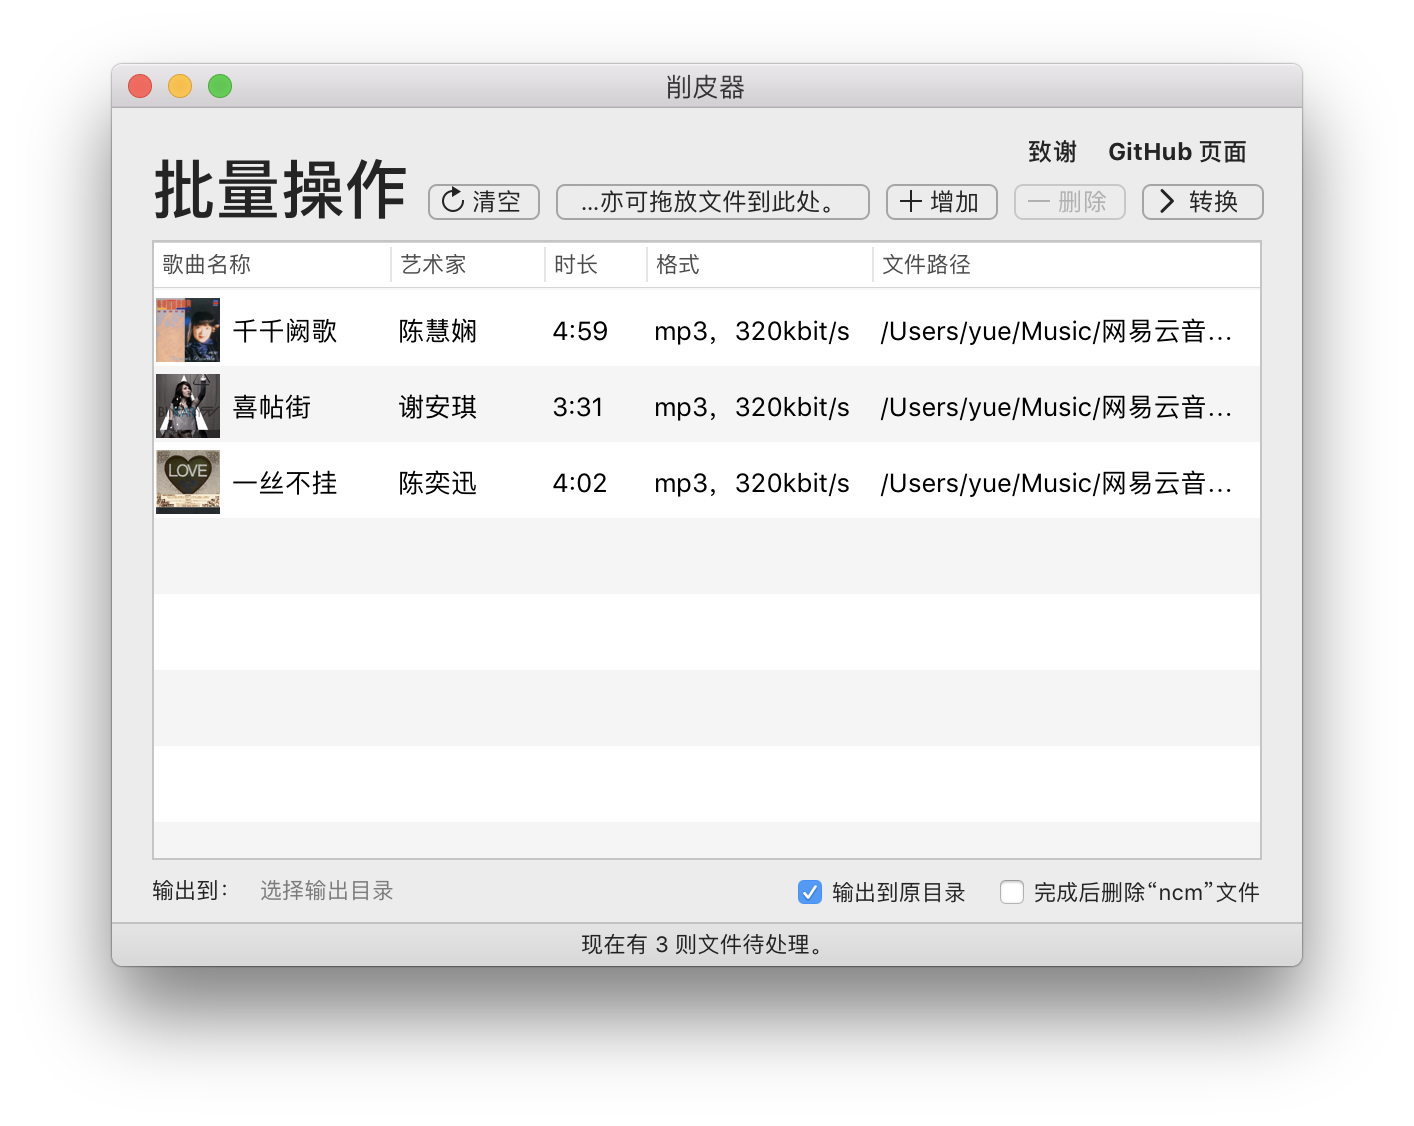 削皮器
致谢 GitHub 页面
批量操作 清空 ...亦可拖放文件到此处。 增加 删除 转换
歌曲名称 艺术家 时长 格式 文件路径
千千阙歌 陈慧娴 4:59 mp3，320kbit/s /Users/yue/Music/网易云音...
喜帖街 谢安琪 3:31 mp3，320kbit/s /Users/yue/Music/网易云音...
LOVE
一丝不挂 陈奕迅 4:02 mp3，320kbit/s /Users/yue/Music/网易云音...
输出到： 选择输出目录 输出到原目录 完成后删除“ncm”文件
现在有 3 则文件待处理。